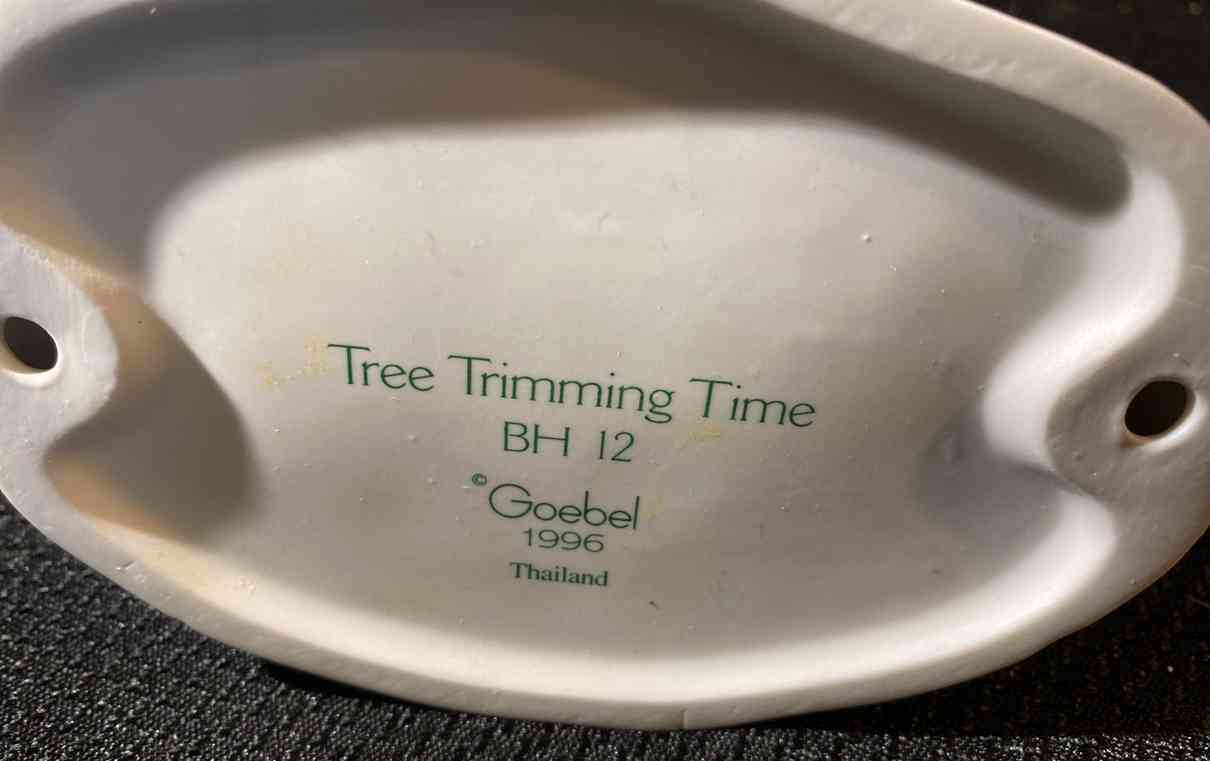 Tree Trimming Time
BH 12
© Goebel
1996
Thailand